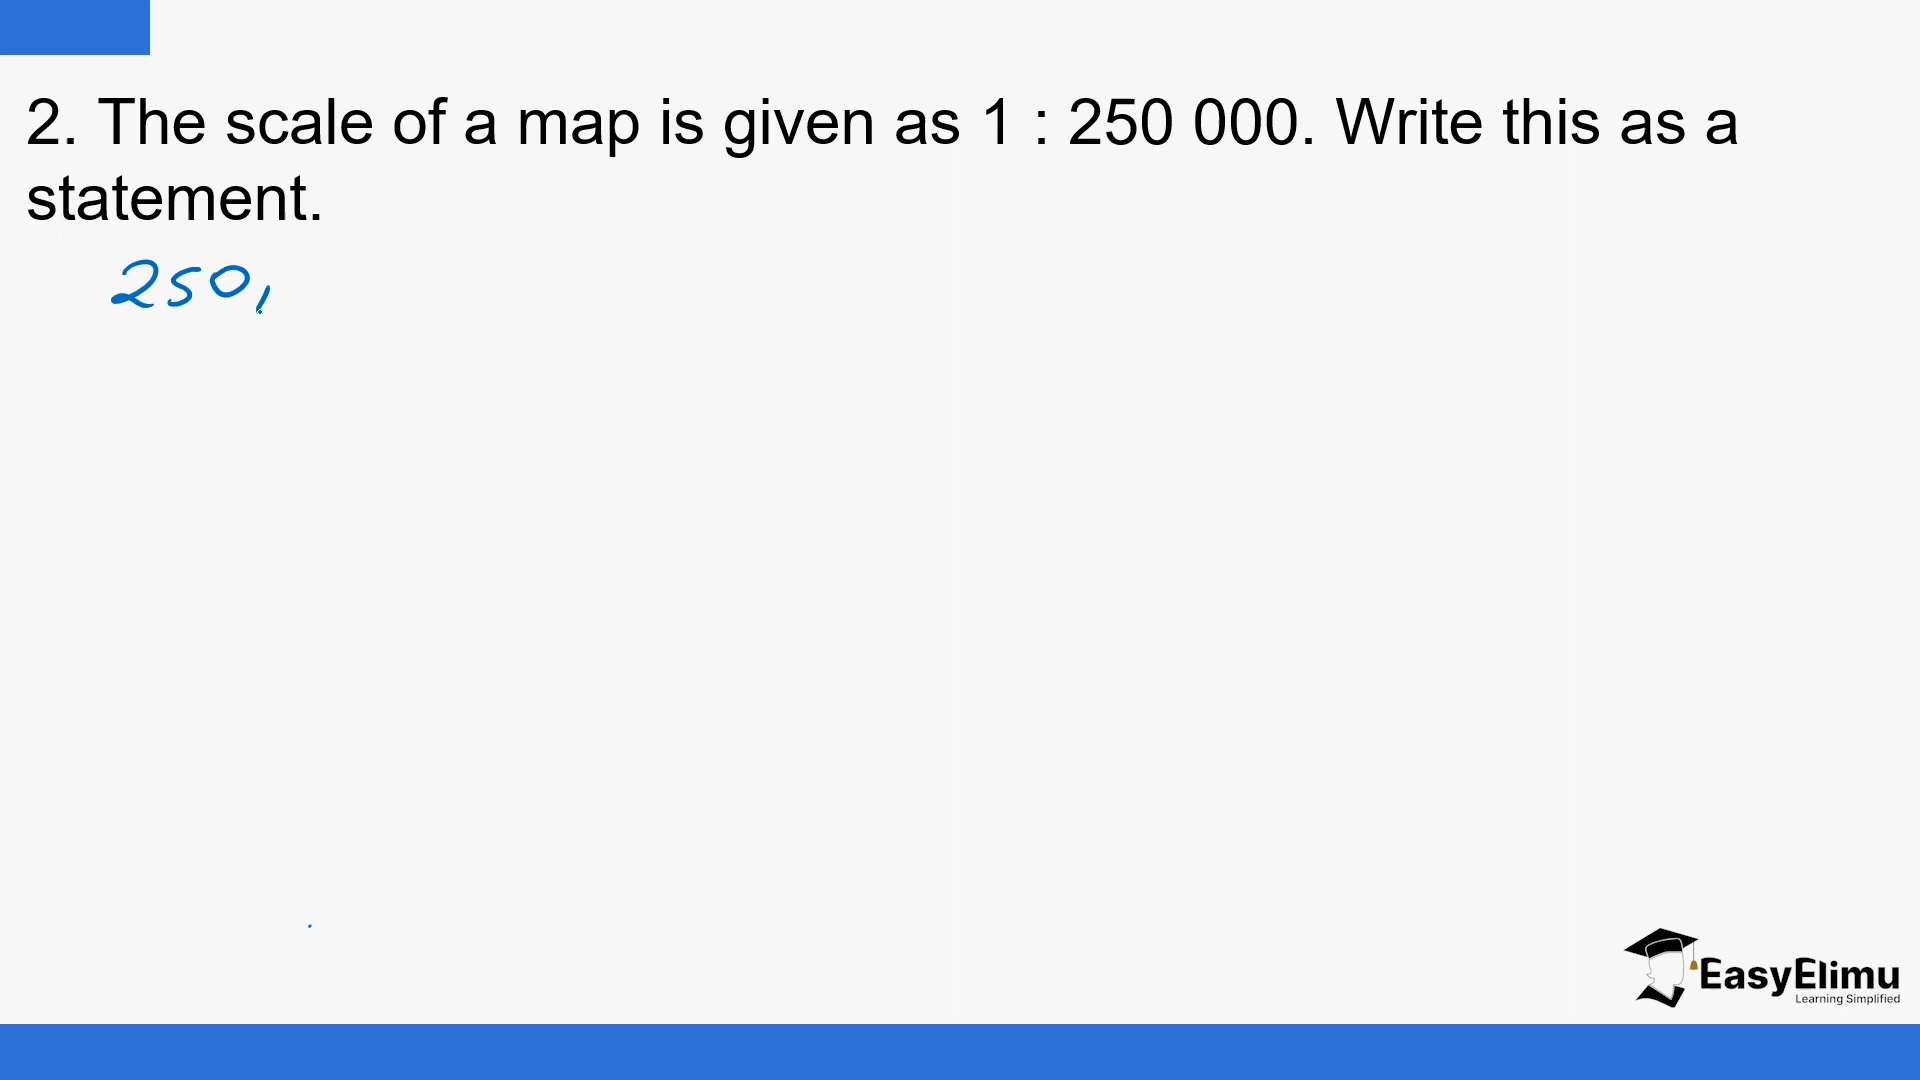 2. The scale of a map is given as 1 : 250 000. Write this as a
statement.
250,
EasyElimu
Learning Simplified